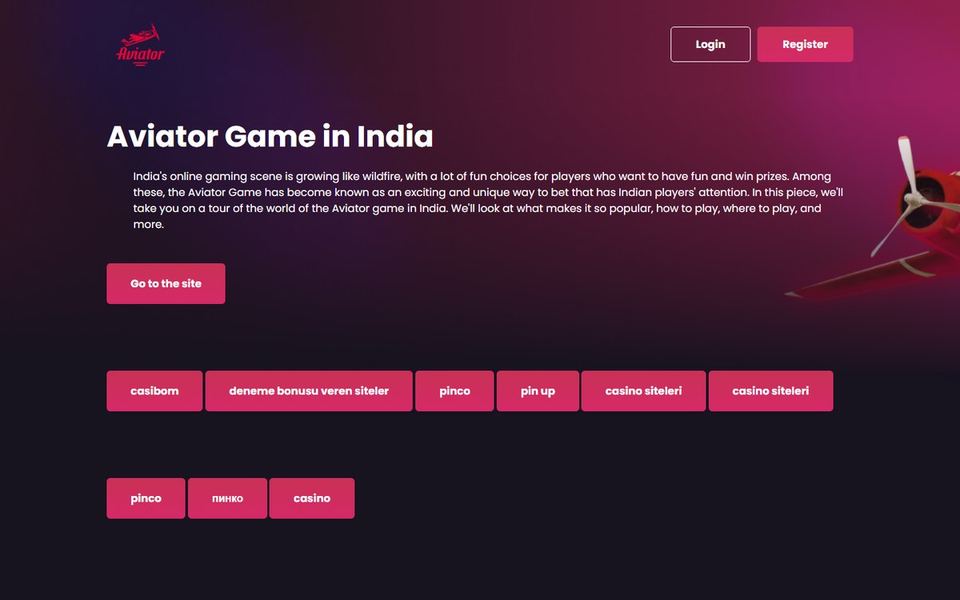 Aviator
Login
Register
Aviator Game in India
India's online gaming scene is growing like wildfire, with a lot of fun choices for players who want to have fun and win prizes. Among
these, the Aviator Game has become known as an exciting and unique way to bet that has Indian players' attention. In this piece, we'll
take you on a tour of the world of the Aviator game in India. We'll look at what makes it so popular, how to play, where to play, and
more.
Go to the site
casibom
deneme bonusu veren siteler
pinco
pin up
casino siteleri
casino siteleri
pinco
пинко
casino